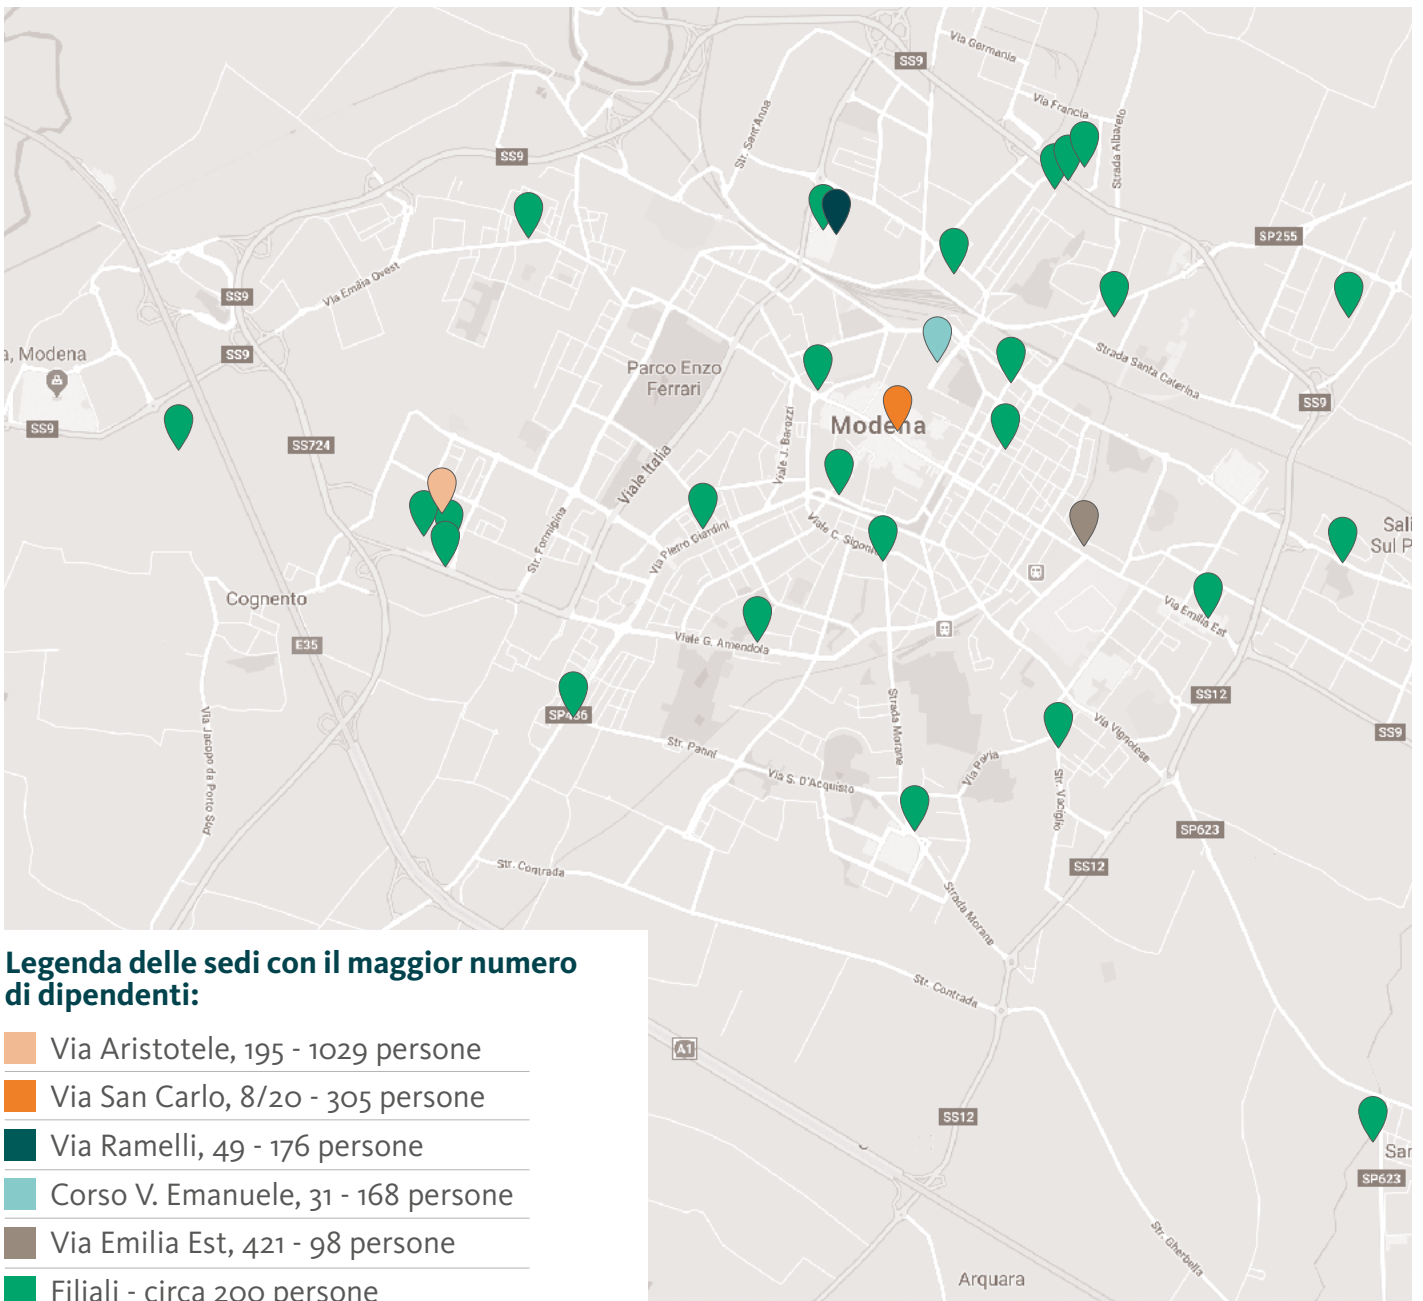 Via Germania
SS9
Via Francia
Str. Sant'Anna
Strada Albareto
SS9
SP255
Via Emilia Ovest
SS9
SS9
a, Modena
Parco Enzo
Ferrari
Strada Santa Caterina
SS9
SS9
SS724
Viale J. Barozzi
Modena
Viale Italia
Str. Formigina
Via Pietro Giardini
Viale C. Sigonio
Sali
Sul P
Cognento
Via Emilia Est
E35
Viale G. Amendola
SS12
SP486
Strada Morane
Via Vignolese
SS9
Via Jacopo da Porto Sud
Str. Panni
Via S. D'Acquisto
Via Pavia
Str. Vaciglio
SP623
Str. Contrada
SS12
Strada Morane
Str. Contrada
A1
SS12
Sar
SP623
Str. Gherbella
Arquara
Legenda delle sedi con il maggior numero
di dipendenti:
Via Aristotele, 195 - 1029 persone
Via San Carlo, 8/20 - 305 persone
Via Ramelli, 49 - 176 persone
Corso V. Emanuele, 31 - 168 persone
Via Emilia Est, 421 - 98 persone
Filiali - circa 200 persone